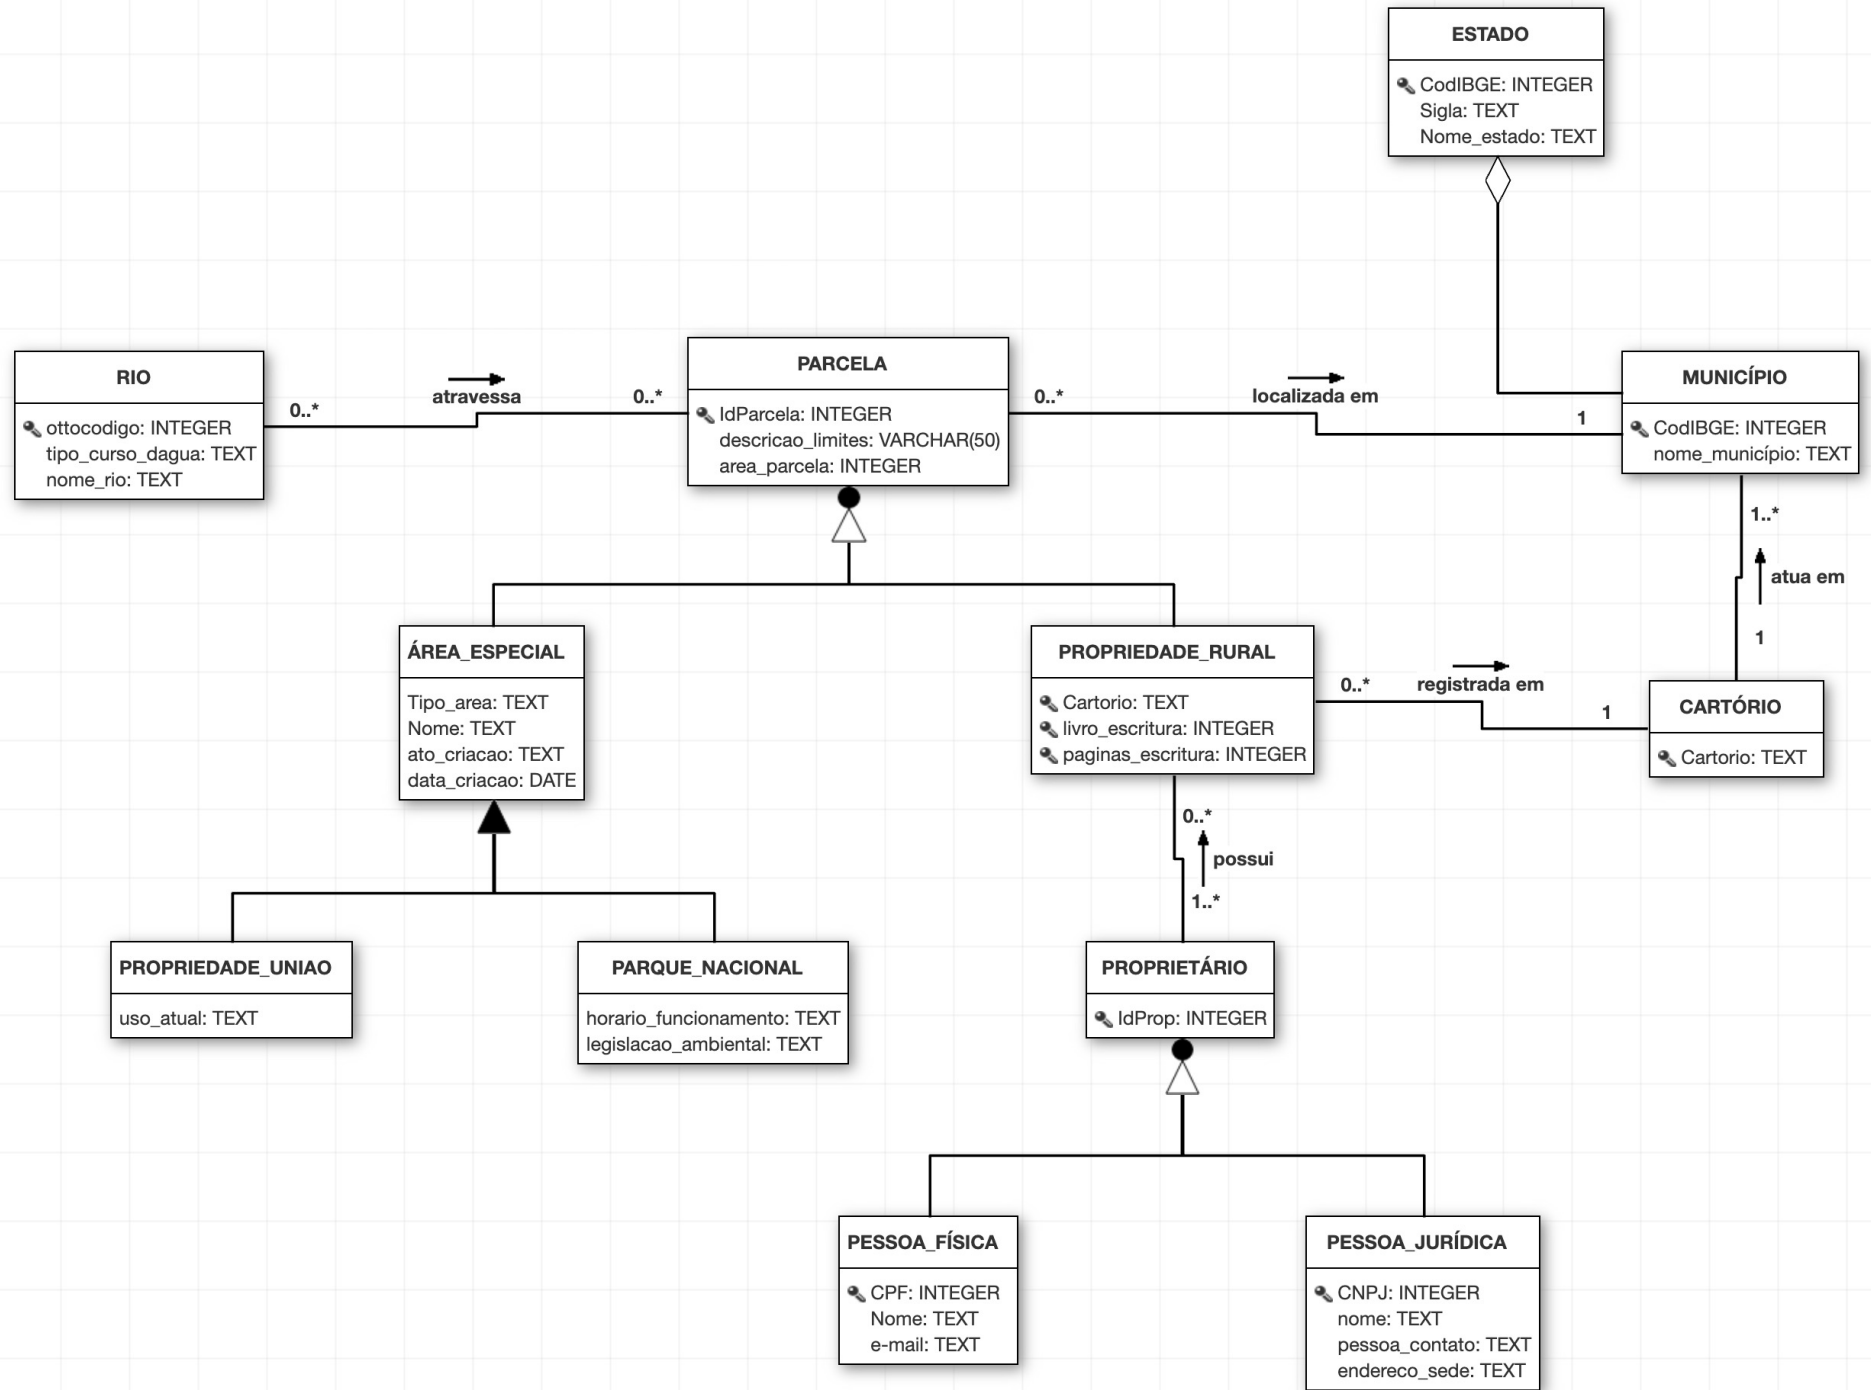 ESTADO
CodIBGE: INTEGER
Sigla: TEXT
Nome_estado: TEXT
RIO
ottocodigo: INTEGER
tipo_curso_dagua: TEXT
nome_rio: TEXT
0..*
atravessa
0..*
PARCELA
IdParcela: INTEGER
descricao_limites: VARCHAR(50)
area_parcela: INTEGER
0..*
localizada em
1
MUNICÍPIO
CodIBGE: INTEGER
nome_município: TEXT
1..*
atua em
1
ÁREA_ESPECIAL
Tipo_area: TEXT
Nome: TEXT
ato_criacao: TEXT
data_criacao: DATE
PROPRIEDADE_RURAL
Cartorio: TEXT
livro_escritura: INTEGER
paginas_escritura: INTEGER
0..*
registrada em
1
CARTÓRIO
Cartorio: TEXT
0..*
possui
1..*
PROPRIEDADE_UNIAO
uso_atual: TEXT
PARQUE_NACIONAL
horario_funcionamento: TEXT
legislacao_ambiental: TEXT
PROPRIETÁRIO
IdProp: INTEGER
PESSOA_FÍSICA
CPF: INTEGER
Nome: TEXT
e-mail: TEXT
PESSOA_JURÍDICA
CNPJ: INTEGER
nome: TEXT
pessoa_contato: TEXT
endereco_sede: TEXT